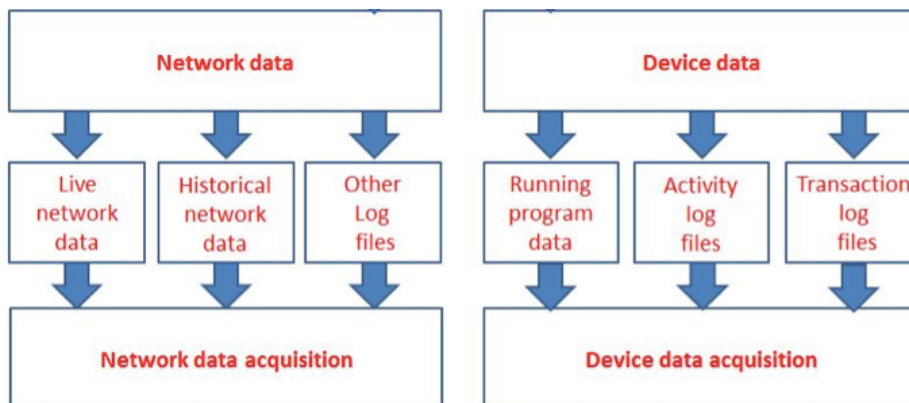 Network data
Device data
Live
network
data
Historical
network
data
Other
Log
files
Running
program
data
Activity
log
files
Transaction
log
files
Network data acquisition
Device data acquisition